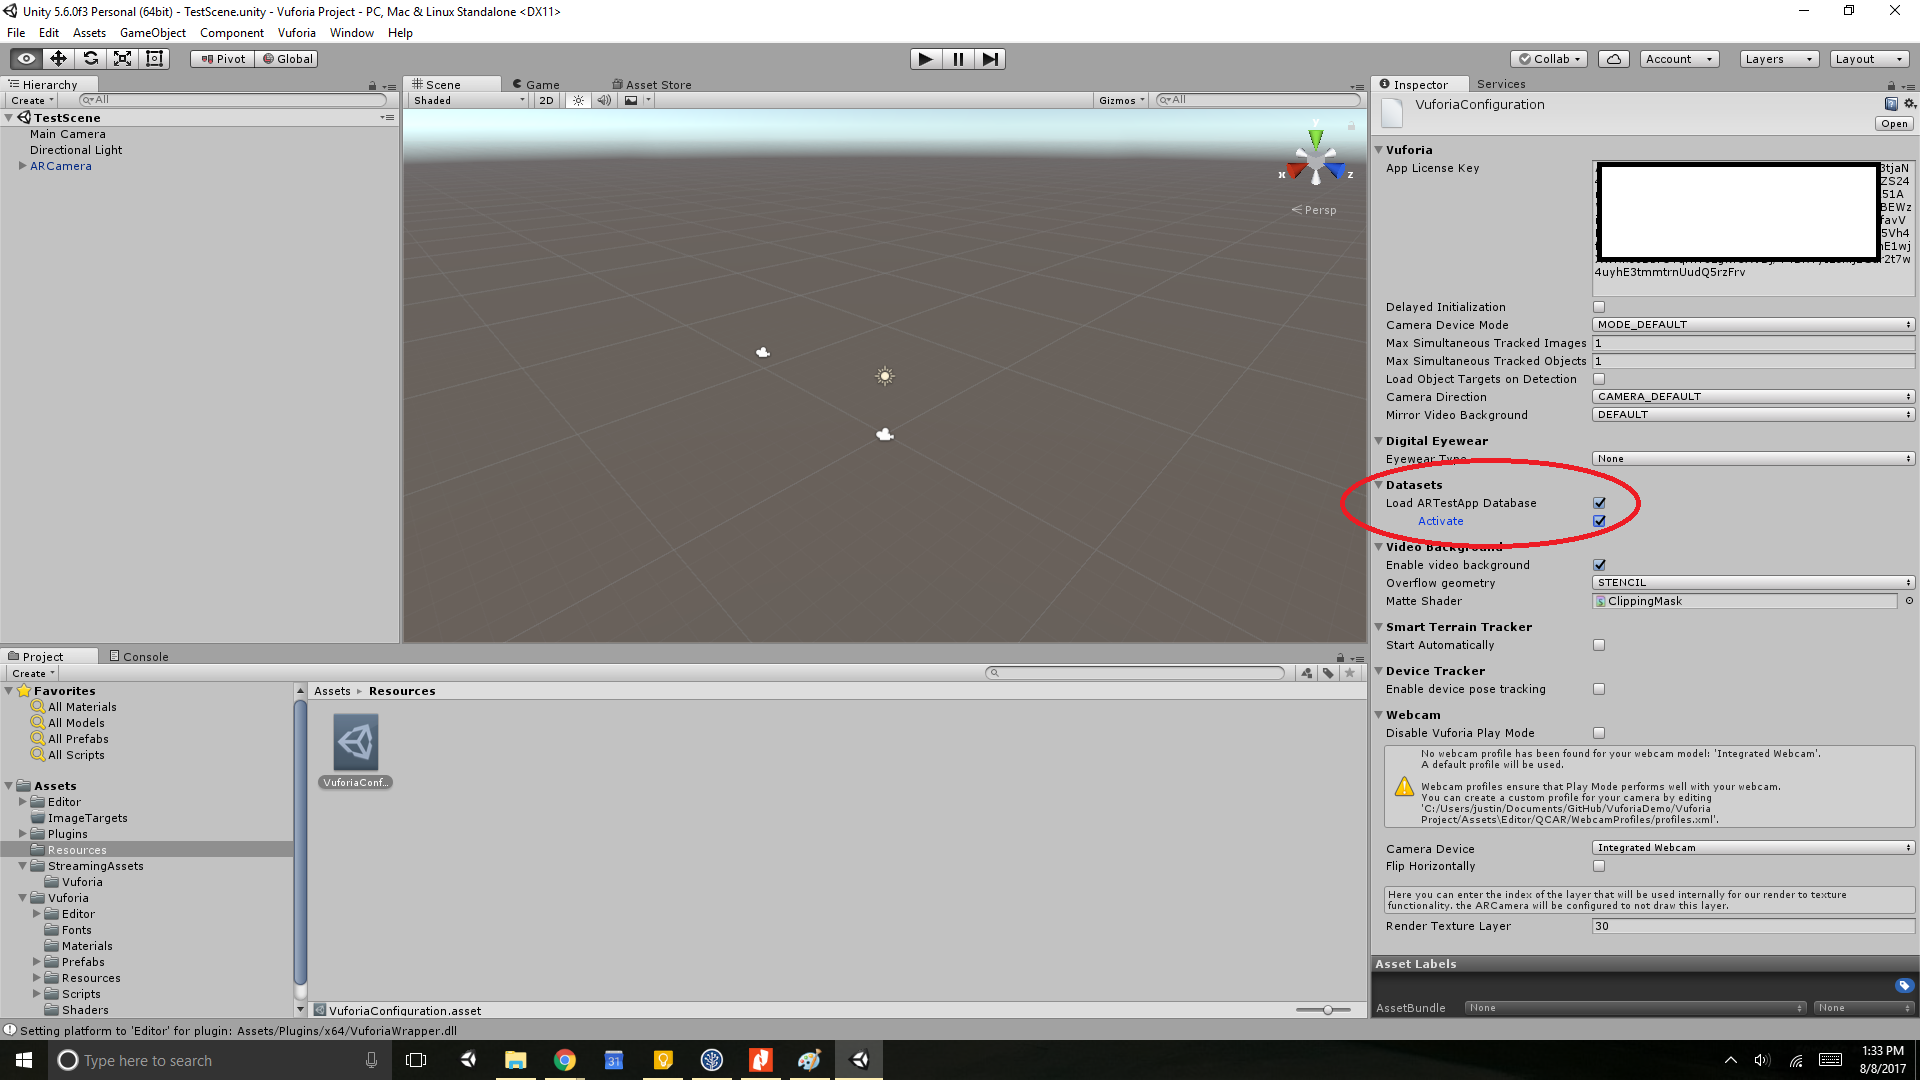 Unity 5.6.0f3 Personal (64bit) - TestScene.unity - Vuforia Project - PC, Mac & Linux Standalone <DX11>
File Edit Assets GameObject Component Vuforia Window Help
Pivot Global
Collab Account Layers Layout
Hierarchy
Create All
TestScene
Main Camera
Directional Light
ARCamera
Scene Game Asset Store
Shaded 2D Gizmos All
y
x z
Persp
Inspector Services
VuforiaConfiguration
Open
Vuforia
App License Key
3tjaN
ZS24
51A
BEWz
favV
5Vh4
E1wj
r2t7w
4uyhE3tmmtrnUudQ5rzFrv
Delayed Initialization
Camera Device Mode MODE_DEFAULT
Max Simultaneous Tracked Images 1
Max Simultaneous Tracked Objects 1
Load Object Targets on Detection
Camera Direction CAMERA_DEFAULT
Mirror Video Background DEFAULT
Digital Eyewear
Eyewear Type None
Datasets
Load ARTestApp Database
Activate
Video Background
Enable video background
Overflow geometry STENCIL
Matte Shader ClippingMask
Smart Terrain Tracker
Start Automatically
Device Tracker
Enable device pose tracking
Webcam
Disable Vuforia Play Mode
No webcam profile has been found for your webcam model: 'Integrated Webcam'.
A default profile will be used.
Webcam profiles ensure that Play Mode performs well with your webcam.
You can create a custom profile for your camera by editing
'C:/Users/justin/Documents/GitHub/VuforiaDemo/Vuforia
Project/Assets\Editor/QCAR/WebcamProfiles/profiles.xml'.
Camera Device Integrated Webcam
Flip Horizontally
Here you can enter the index of the layer that will be used internally for our render to texture
functionality. the ARCamera will be configured to not draw this layer.
Render Texture Layer 30
Asset Labels
AssetBundle None None
Project Console
Create
Favorites
All Materials
All Models
All Prefabs
All Scripts
Assets
Editor
ImageTargets
Plugins
Resources
StreamingAssets
Vuforia
Vuforia
Editor
Fonts
Materials
Prefabs
Resources
Scripts
Shaders
Assets Resources
VuforiaConf...
VuforiaConfiguration.asset
Setting platform to 'Editor' for plugin: Assets/Plugins/x64/VuforiaWrapper.dll
Type here to search
31
1:33 PM
8/8/2017